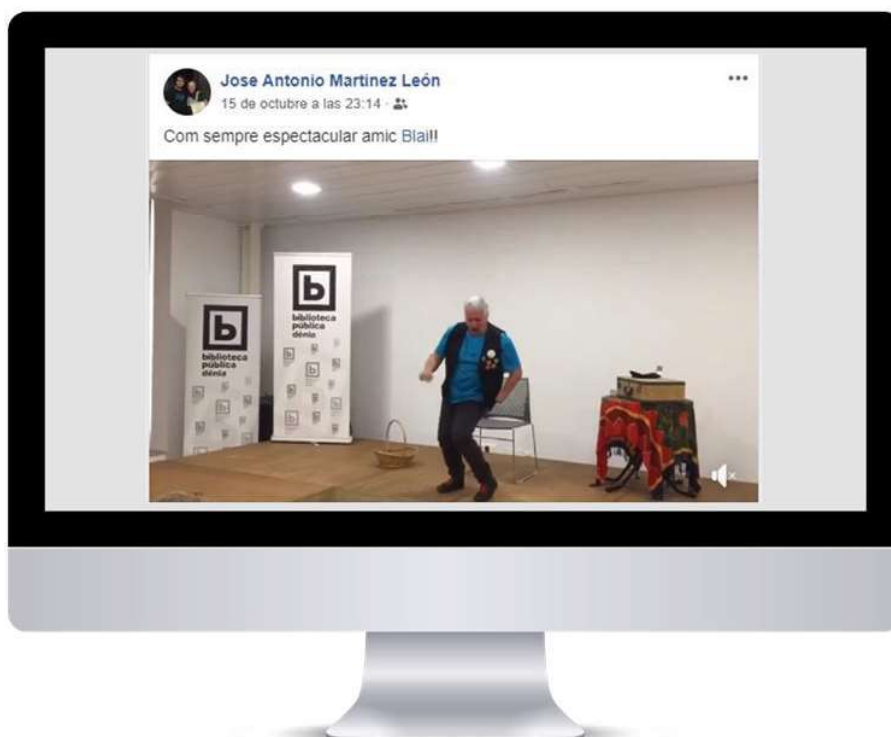 Jose Antonio Martinez León
15 de octubre a las 23:14 ·
Com sempre espectacular amic Blai!!
b
biblioteca
pública
dénia
b
biblioteca
pública
dénia